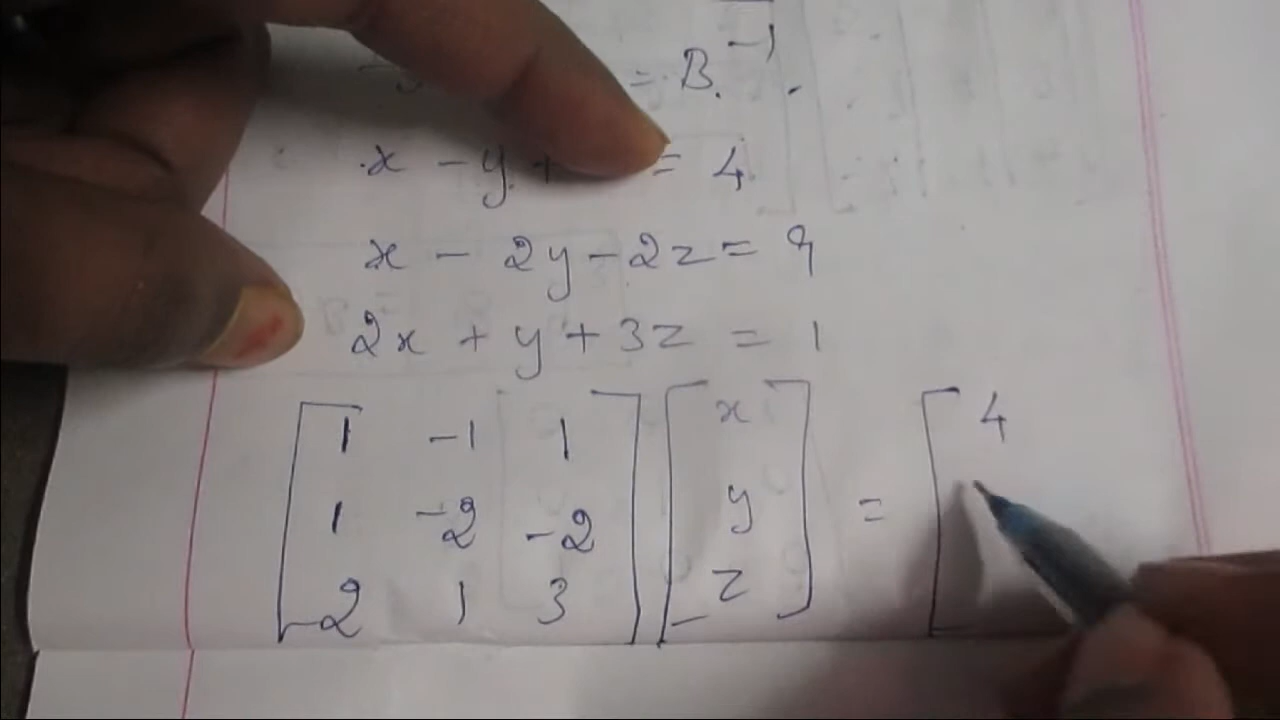 = B⁻¹.
x - y + = 4
x - 2y - 2z = 9
2x + y + 3z = 1
[1 -1 1] [x] = [4
[1 -2 -2] [y]
[2 1 3] [z]